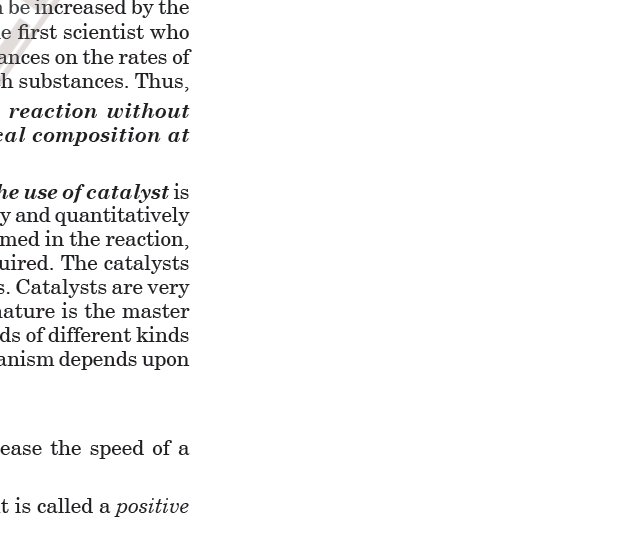 be increased by the
first scientist who
ances on the rates of
h substances. Thus,
reaction without
cal composition at
he use of catalyst is
y and quantitatively
med in the reaction,
uired. The catalysts
s. Catalysts are very
nature is the master
ds of different kinds
anism depends upon
ease the speed of a
t is called a positive